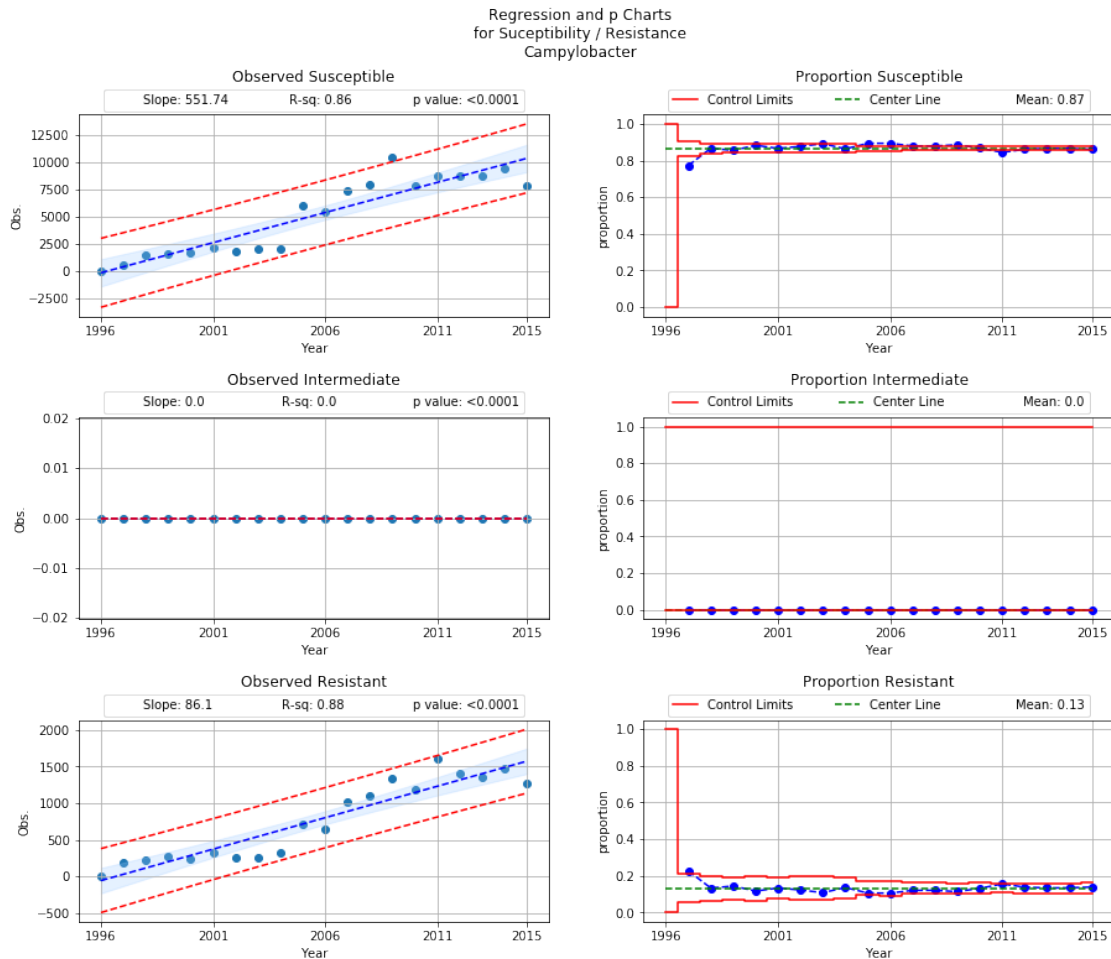 Regression and p Charts
for Suceptibility / Resistance
Campylobacter
Observed Susceptible
Slope: 551.74 R-sq: 0.86 p value: <0.0001
12500
10000
7500
5000
2500
0
−2500
Obs.
1996 2001 2006 2011 2015
Year
Proportion Susceptible
Control Limits Center Line Mean: 0.87
1.0
0.8
0.6
0.4
0.2
0.0
proportion
1996 2001 2006 2011 2015
Year
Observed Intermediate
Slope: 0.0 R-sq: 0.0 p value: <0.0001
0.02
0.01
0.00
−0.01
−0.02
Obs.
1996 2001 2006 2011 2015
Year
Proportion Intermediate
Control Limits Center Line Mean: 0.0
1.0
0.8
0.6
0.4
0.2
0.0
proportion
1996 2001 2006 2011 2015
Year
Observed Resistant
Slope: 86.1 R-sq: 0.88 p value: <0.0001
2000
1500
1000
500
0
−500
Obs.
1996 2001 2006 2011 2015
Year
Proportion Resistant
Control Limits Center Line Mean: 0.13
1.0
0.8
0.6
0.4
0.2
0.0
proportion
1996 2001 2006 2011 2015
Year